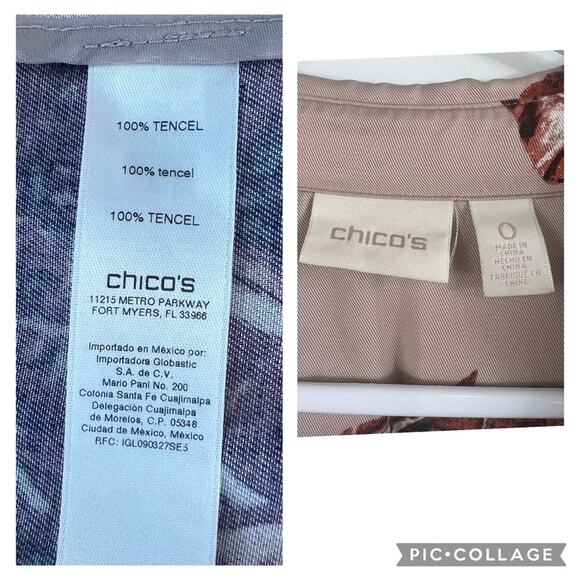 100% TENCEL
100% tencel
100% TENCEL
chico's
11215 METRO PARKWAY
FORT MYERS, FL 33966
Importado en México por:
Importadora Globastic
S.A. de C.V.
Mario Pani No. 200
Colonia Santa Fe Cuajimalpa
Delegación Cuajimalpa
de Morelos, C.P. 05348
Ciudad de México, México
RFC: IGL090327SE5
chico's
0
MADE IN
CHINA
HECHO EN
CHINA
FABRIQUÉ EN
CHINE
PIC•COLLAGE